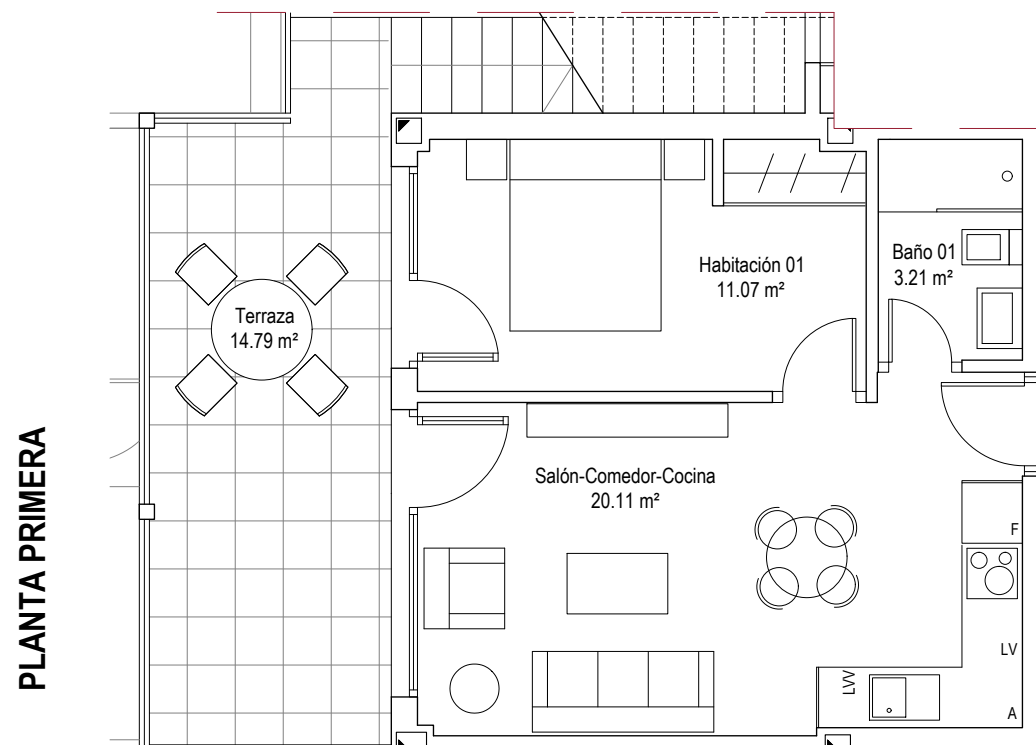 PLANTA PRIMERA
Terraza
14.79 m²
Habitación 01
11.07 m²
Baño 01
3.21 m²
Salón-Comedor-Cocina
20.11 m²
F
LV
LVV
A